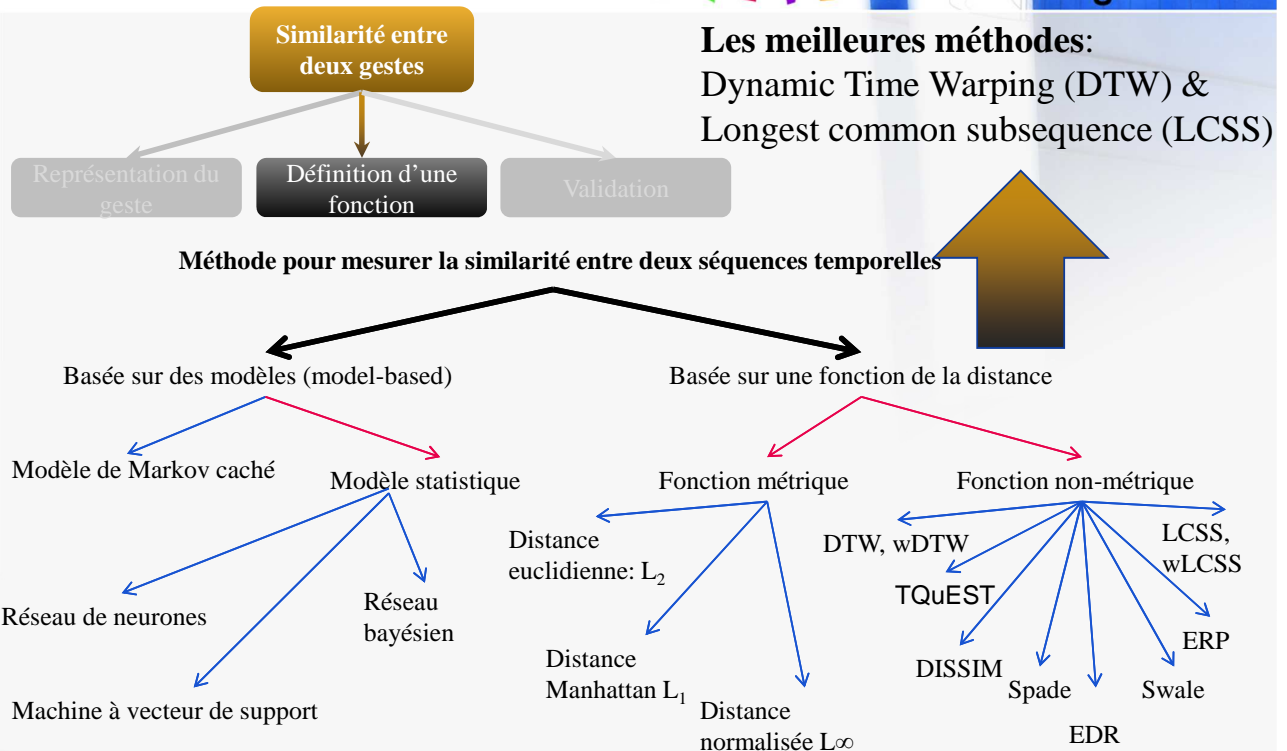 Similarité entre
deux gestes
Les meilleures méthodes:
Dynamic Time Warping (DTW) &
Longest common subsequence (LCSS)
Représentation du
geste
Définition d'une
fonction
Validation
Méthode pour mesurer la similarité entre deux séquences temporelles
Basée sur des modèles (model-based)
Basée sur une fonction de la distance
Modèle de Markov caché
Modèle statistique
Fonction métrique
Fonction non-métrique
Réseau de neurones
Réseau
bayésien
Machine à vecteur de support
Distance
euclidienne: L₂
Distance
Manhattan L₁
Distance
normalisée L∞
DTW, wDTW
TQuEST
DISSIM
Spade
EDR
Swale
ERP
LCSS,
wLCSS